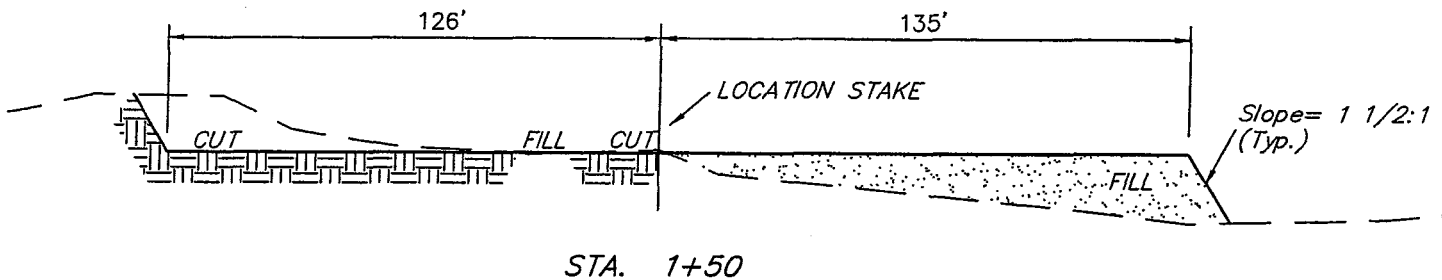 126'
135'
LOCATION STAKE
Slope= 1 1/2:1
(Typ.)
CUT
FILL
CUT
FILL
STA. 1+50